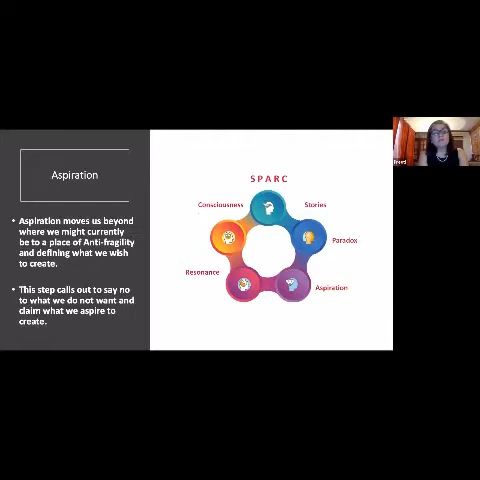 Aspiration
• Aspiration moves us beyond
where we might currently
be to a place of Anti-fragility
and defining what we wish
to create.
• This step calls out to say no
to what we do not want and
claim what we aspire to
create.
SPARC
Consciousness
Stories
Paradox
Resonance
Aspiration